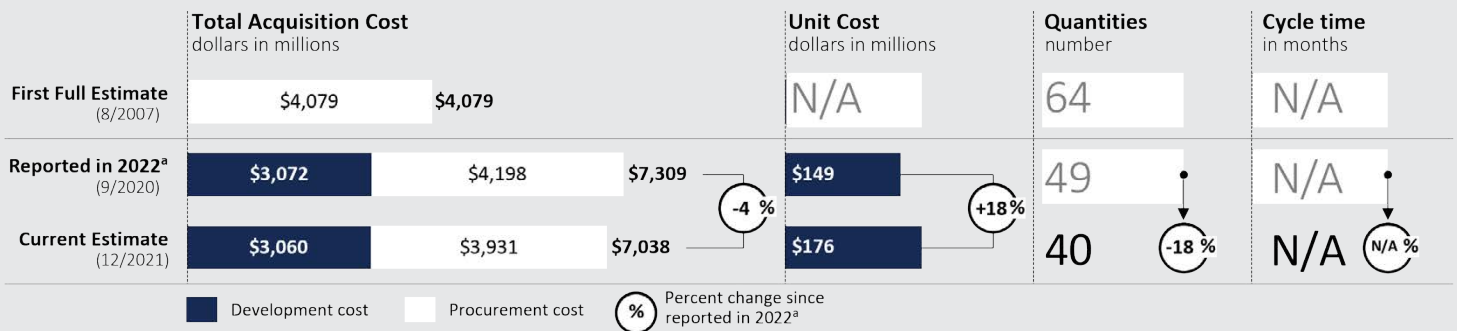 Total Acquisition Cost
dollars in millions
Unit Cost
dollars in millions
Quantities
number
Cycle time
in months
First Full Estimate
(8/2007)
$4,079
$4,079
N/A
64
N/A
Reported in 2022ª
(9/2020)
$3,072
$4,198
$7,309
-4 %
$149
+18%
49
N/A
Current Estimate
(12/2021)
$3,060
$3,931
$7,038
$176
40
-18 %
N/A
N/A %
Development cost
Procurement cost
%
Percent change since
reported in 2022ª